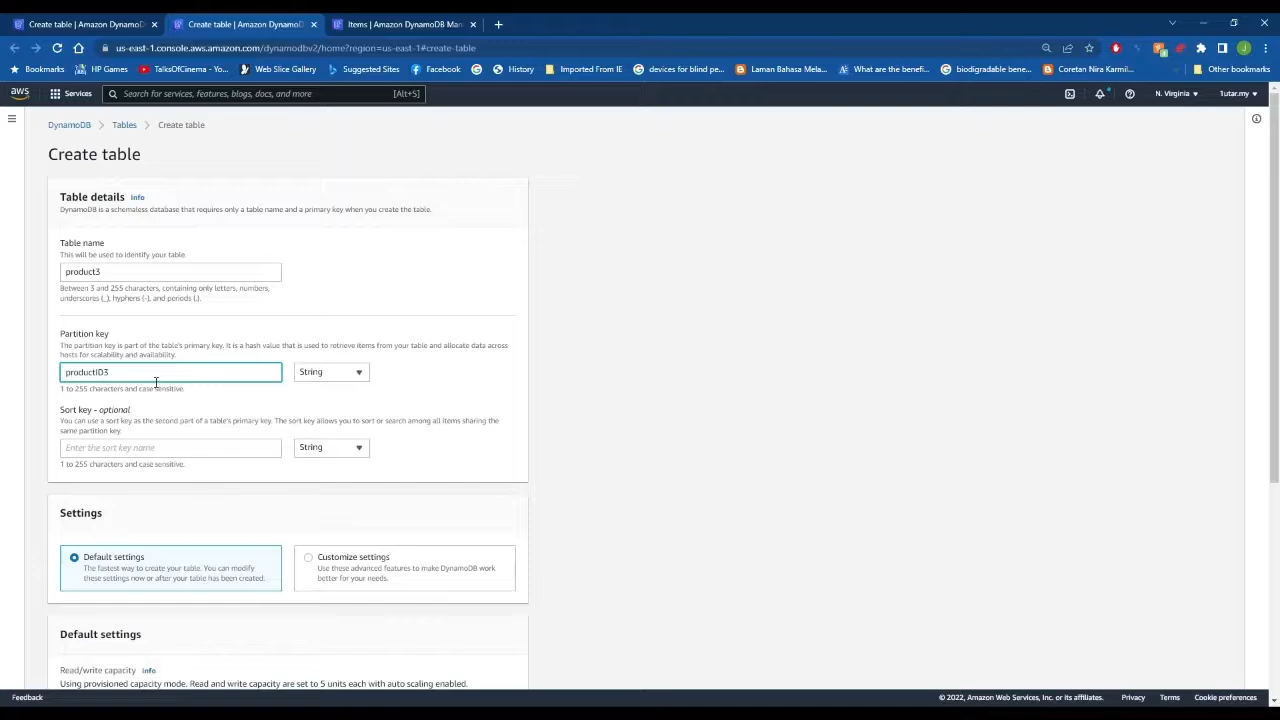 Create table | Amazon DynamoD
Create table | Amazon DynamoD
Items | Amazon DynamoDB Man
us-east-1.console.aws.amazon.com/dynamodbv2/home?region=us-east-1#create-table
Bookmarks
HP Games
TalksOfCinema - Yo...
Web Slice Gallery
Suggested Sites
Facebook
History
Imported From IE
devices for blind pe...
Laman Bahasa Mela...
What are the benefi...
biodegradable bene...
Coretan Nira Karmil...
Other bookmarks
aws
Services
Search for services, features, blogs, docs, and more
[Alt+S]
N. Virginia
1utar.my
DynamoDB
Tables
Create table
Create table
Table details Info
DynamoDB is a schemaless database that requires only a table name and a primary key when you create the table.
Table name
This will be used to identify your table.
product3
Between 3 and 255 characters, containing only letters, numbers,
underscores (_), hyphens (-), and periods (.).
Partition key
The partition key is part of the table's primary key. It is a hash value that is used to retrieve items from your table and allocate data across
hosts for scalability and availability.
productID3
String
1 to 255 characters and case sensitive.
Sort key - optional
You can use a sort key as the second part of a table's primary key. The sort key allows you to sort or search among all items sharing the
same partition key.
Enter the sort key name
String
1 to 255 characters and case sensitive.
Settings
Default settings
The fastest way to create your table. You can modify
these settings now or after your table has been created.
Customize settings
Use these advanced features to make DynamoDB work
better for your needs.
Default settings
Read/write capacity Info
Using provisioned capacity mode. Read and write capacity are set to 5 units each with auto scaling enabled.
Feedback
© 2022, Amazon Web Services, Inc. or its affiliates.
Privacy
Terms
Cookie preferences